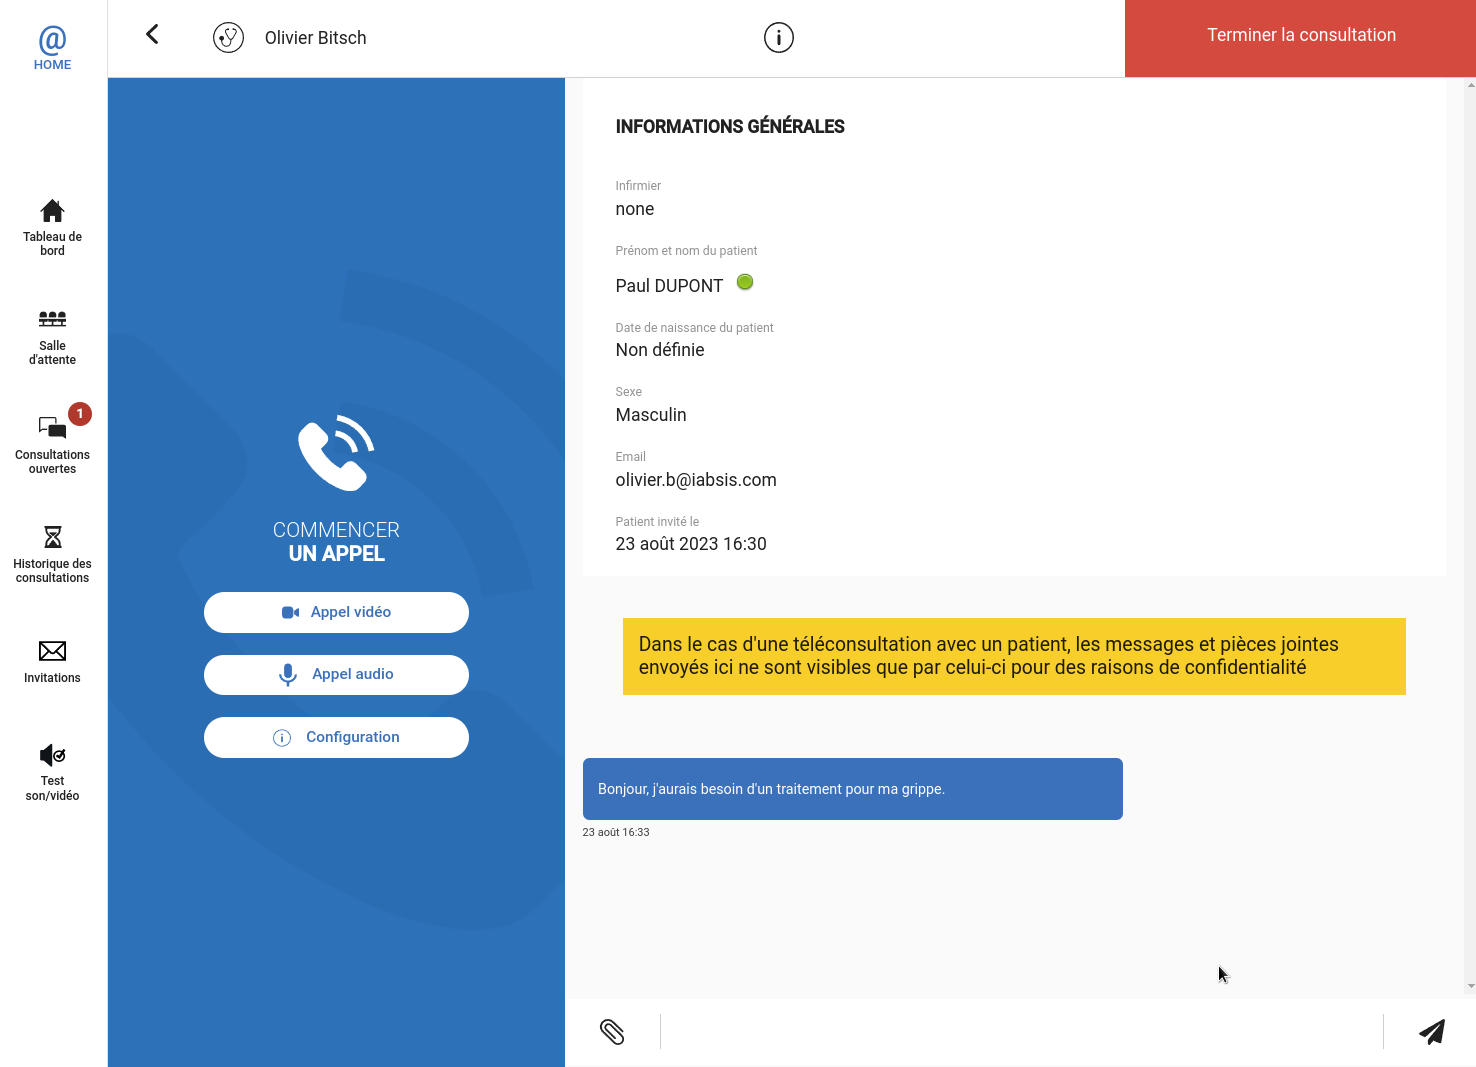 @
HOME
Olivier Bitsch
Terminer la consultation
Tableau de
bord
Salle
d'attente
1
Consultations
ouvertes
Historique des
consultations
Invitations
Test
son/vidéo
COMMENCER
UN APPEL
Appel vidéo
Appel audio
Configuration
INFORMATIONS GÉNÉRALES
Infirmier
none
Prénom et nom du patient
Paul DUPONT
Date de naissance du patient
Non définie
Sexe
Masculin
Email
olivier.b@iabsis.com
Patient invité le
23 août 2023 16:30
Dans le cas d'une téléconsultation avec un patient, les messages et pièces jointes
envoyés ici ne sont visibles que par celui-ci pour des raisons de confidentialité
Bonjour, j'aurais besoin d'un traitement pour ma grippe.
23 août 16:33